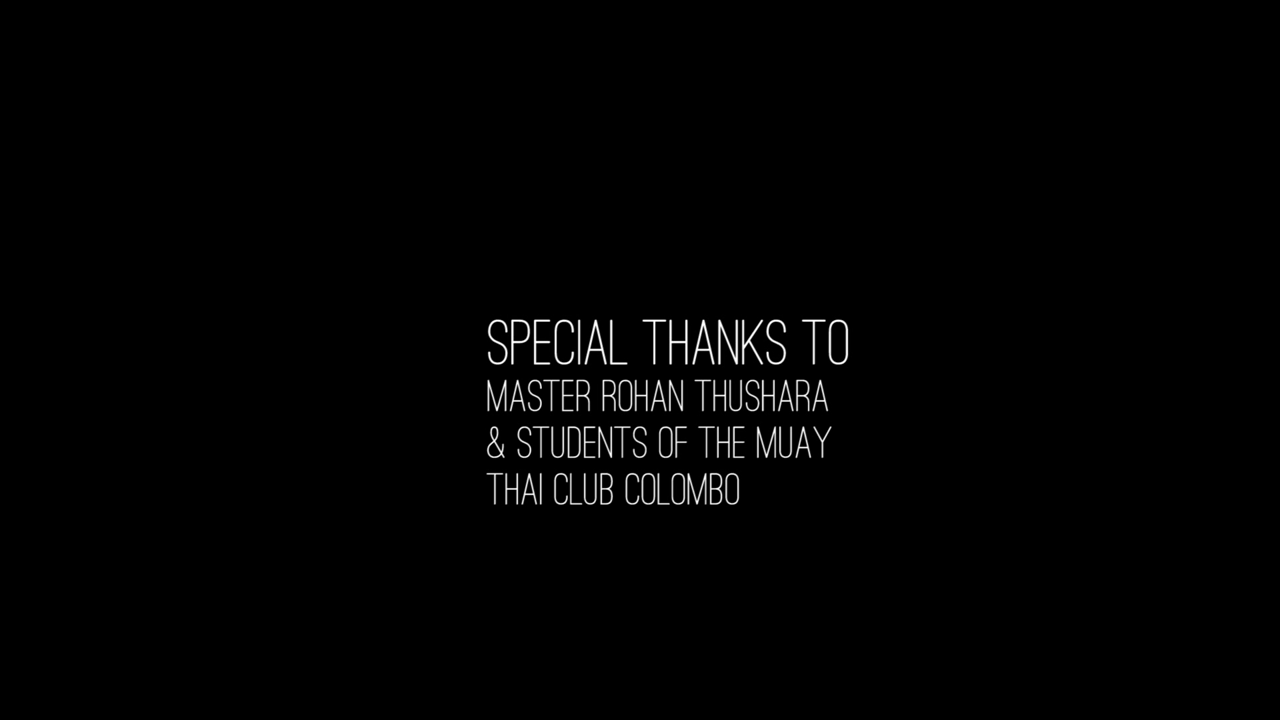 SPECIAL THANKS TO
MASTER ROHAN THUSHARA
& STUDENTS OF THE MUAY
THAI CLUB COLOMBO